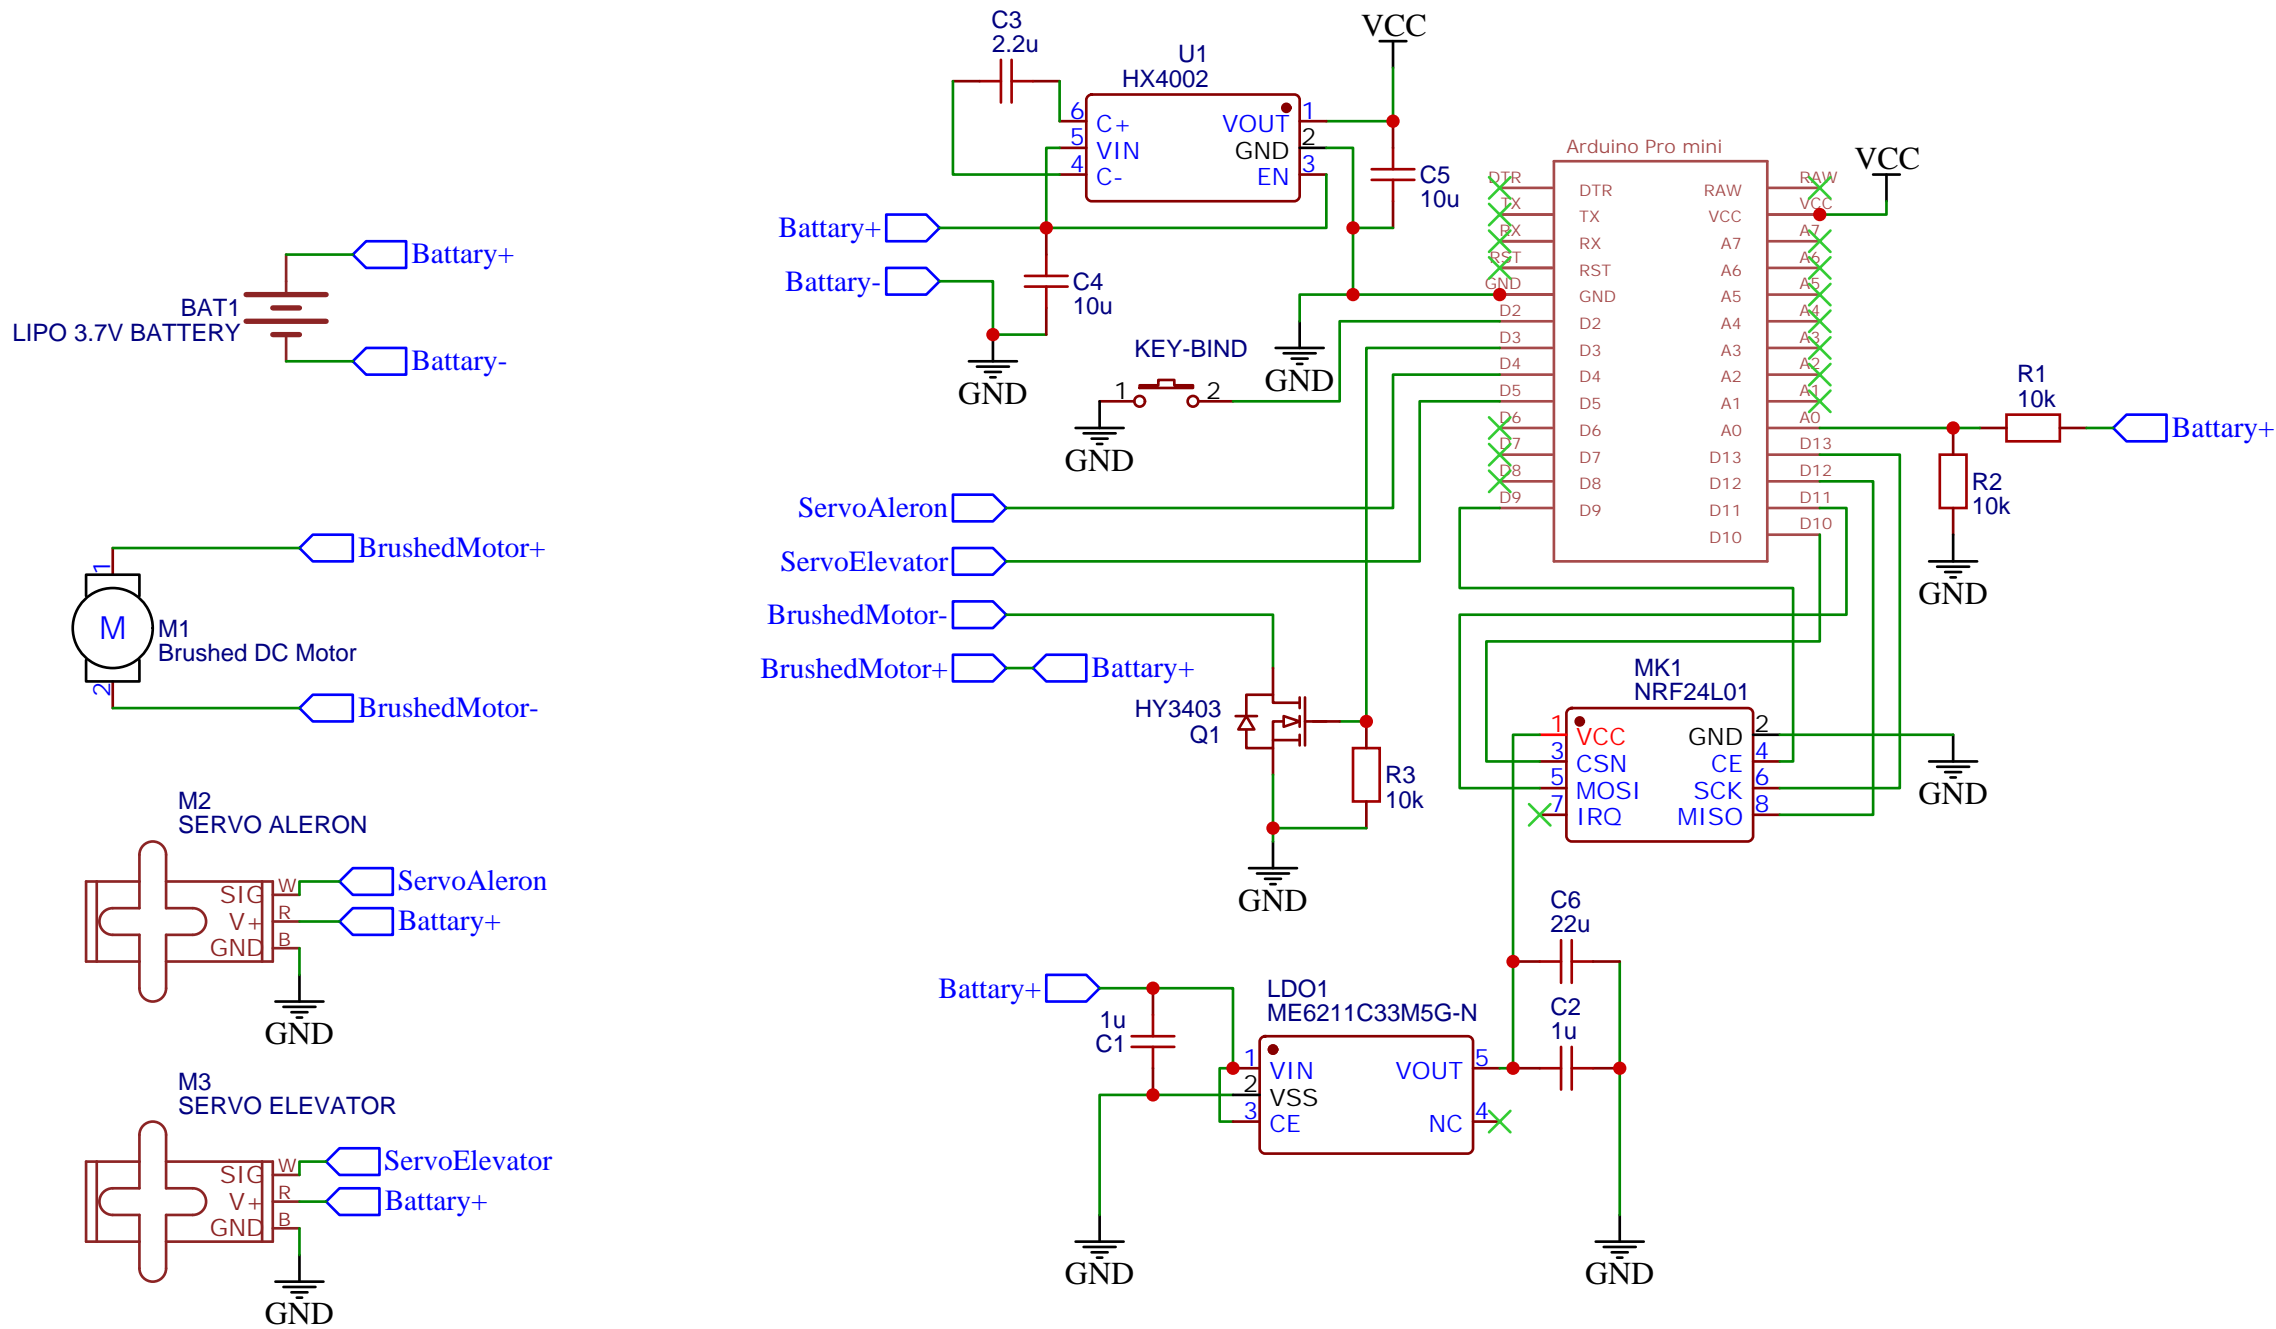 BAT1
LIPO 3.7V BATTERY
Battary+
Battary-
1
M
2
M1
Brushed DC Motor
BrushedMotor+
BrushedMotor-
M2
SERVO ALERON
SIG W
V+ R
GND B
ServoAleron
Battary+
GND
M3
SERVO ELEVATOR
SIG W
V+ R
GND B
ServoElevator
Battary+
GND
C3
2.2u
U1
HX4002
6 C+ VOUT 1
5 VIN GND 2
4 C- EN 3
VCC
C5
10u
Battary+
Battary-
C4
10u
GND
GND
KEY-BIND
1 2
GND
ServoAleron
ServoElevator
BrushedMotor-
BrushedMotor+
Battary+
HY3403
Q1
R3
10k
GND
Arduino Pro mini
DTR DTR RAW RAW
TX TX VCC VCC
RX RX A7 A7
RST RST A6 A6
GND GND A5 A5
D2 D2 A4 A4
D3 D3 A3 A3
D4 D4 A2 A2
D5 D5 A1 A1
D6 D6 A0 A0
D7 D7 D13 D13
D8 D8 D12 D12
D9 D9 D11 D11
D10 D10
VCC
R1
10k
Battary+
R2
10k
GND
MK1
NRF24L01
1 VCC GND 2
3 CSN CE 4
5 MOSI SCK 6
7 IRQ MISO 8
GND
C6
22u
C2
1u
Battary+
1u
C1
LDO1
ME6211C33M5G-N
1 VIN VOUT 5
2 VSS
3 CE NC 4
GND
GND